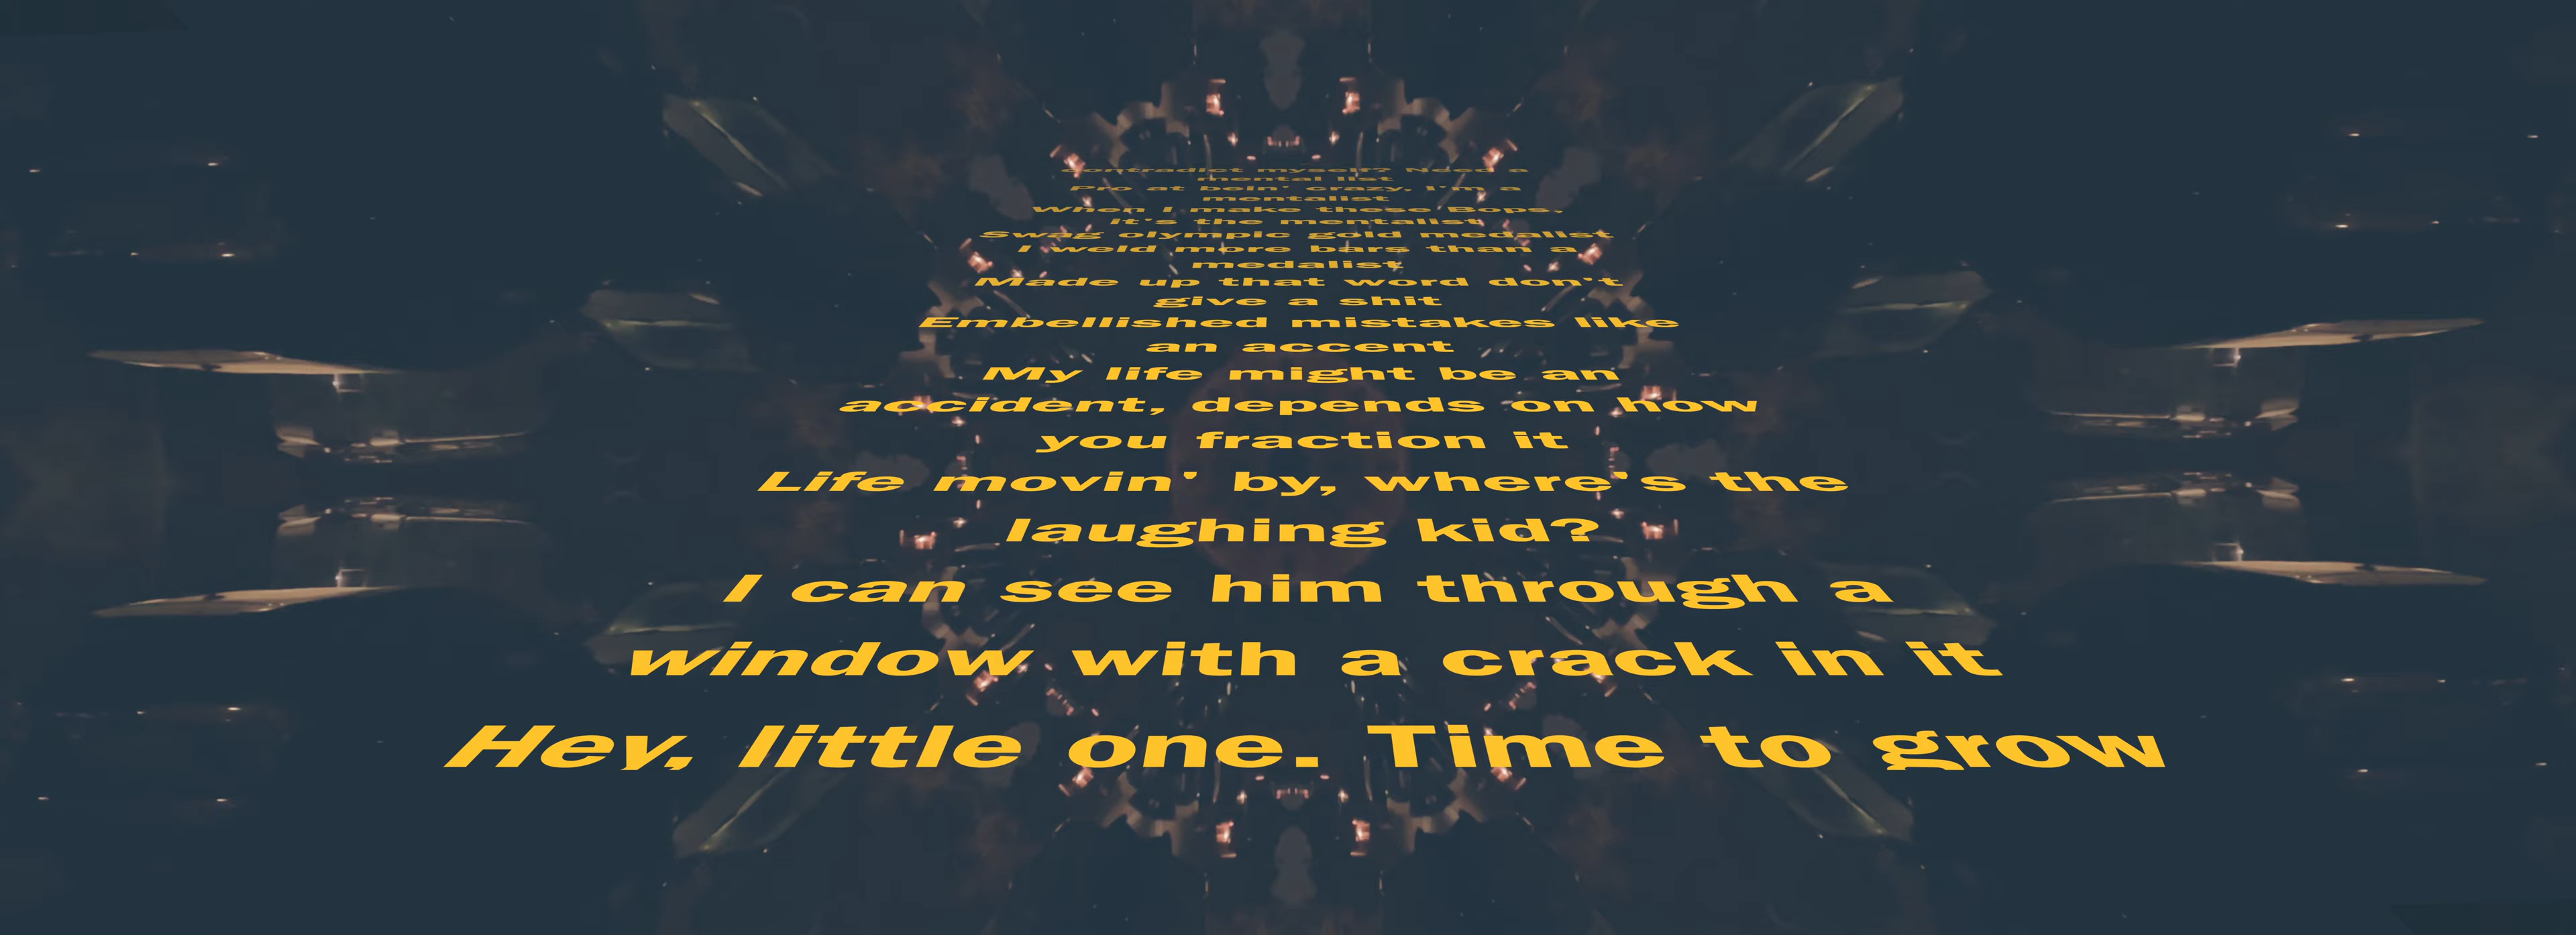 contradict myself? Need a
mental list
Pro at bein' crazy, I'm a
mentalist
When I make these Bops,
it's the mentalist
Swag olympic gold medalist
I weld more bars than a
medalist
Made up that word don't
give a shit
Embellished mistakes like
an accent
My life might be an
accident, depends on how
you fraction it
Life movin' by, where's the
laughing kid?
I can see him through a
window with a crack in it
Hey, little one. Time to grow